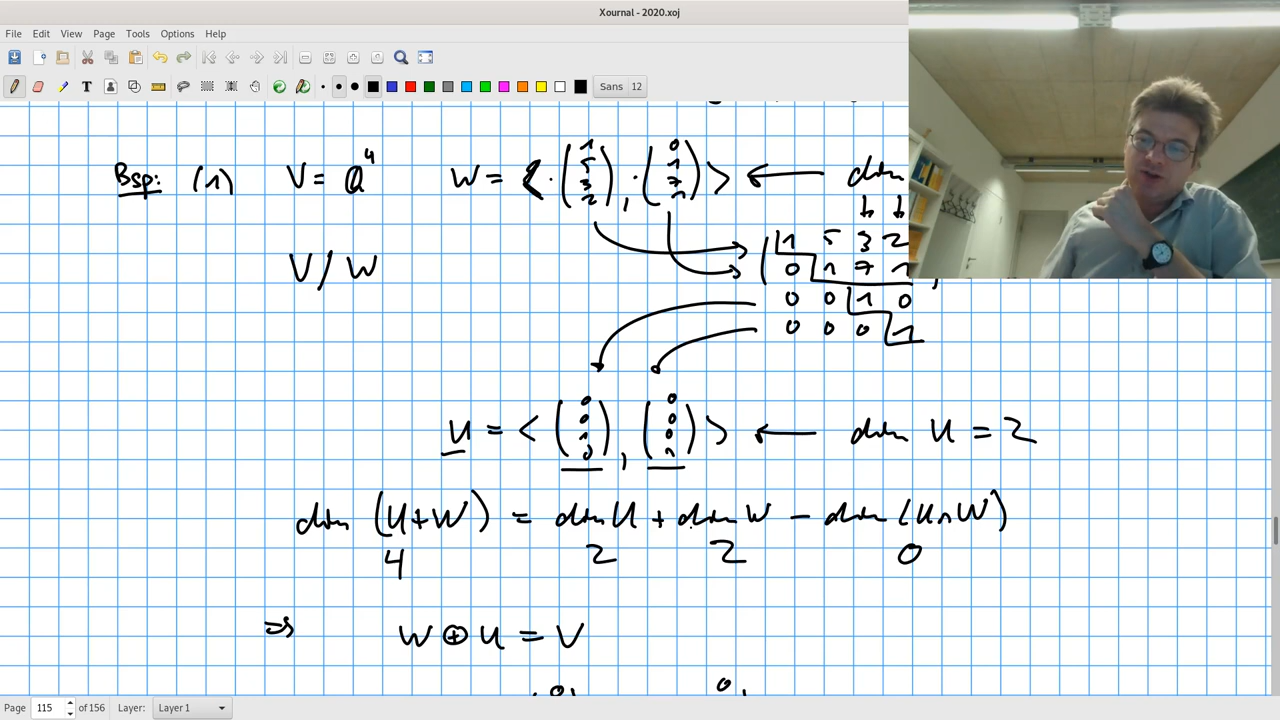 Xournal - 2020.xoj
File Edit View Page Tools Options Help
Sans 12
Bsp: (1) V = Q^4 W = < (1 5 3 2), (0 1 7 1) > ← dim
V/W
1 5 3 2
0 1 7 1
0 0 1 0
0 0 0 1
U = < (0 0 1 0), (0 0 0 1) > ← dim U = 2
dim (U+W) = dim U + dim W - dim (U∩W)
4 2 2 0
⇒ W ⊕ U = V
Page 115 of 156 Layer: Layer 1